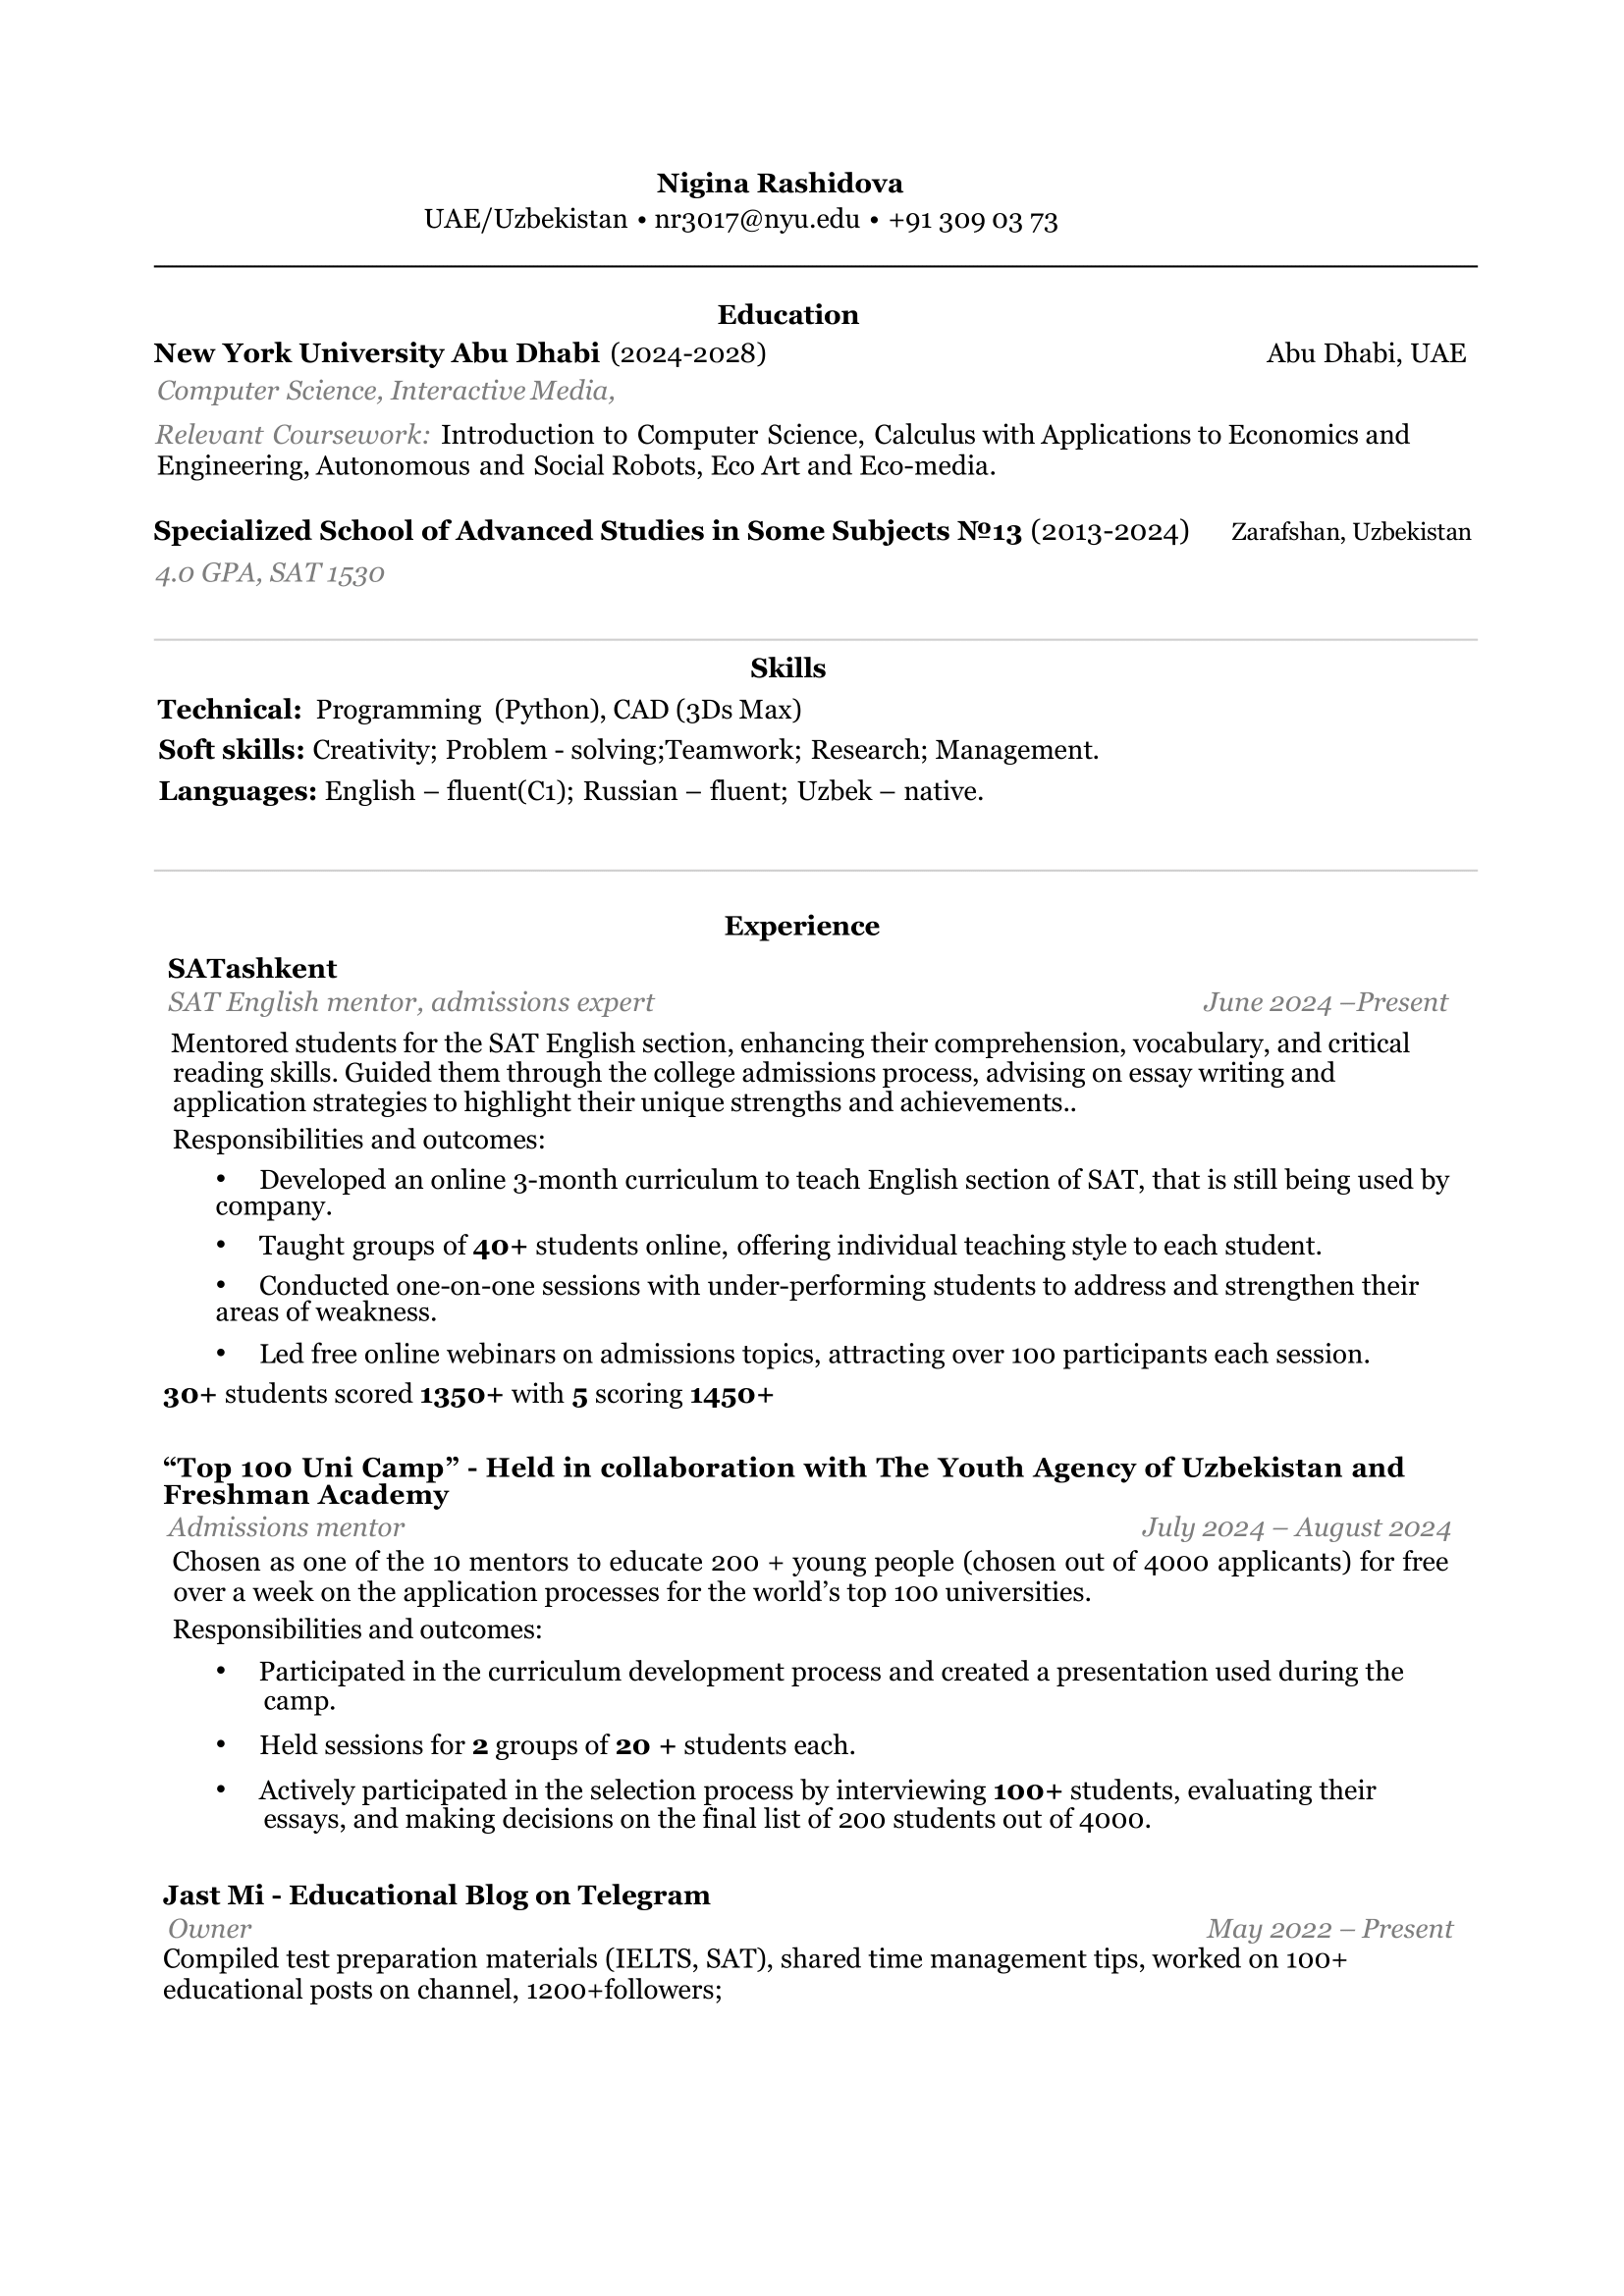 Nigina Rashidova
UAE/Uzbekistan • nr3017@nyu.edu • +91 309 03 73
Education
New York University Abu Dhabi (2024-2028) Abu Dhabi, UAE
Computer Science, Interactive Media,
Relevant Coursework: Introduction to Computer Science, Calculus with Applications to Economics and
Engineering, Autonomous and Social Robots, Eco Art and Eco-media.
Specialized School of Advanced Studies in Some Subjects №13 (2013-2024) Zarafshan, Uzbekistan
4.0 GPA, SAT 1530
Skills
Technical: Programming (Python), CAD (3Ds Max)
Soft skills: Creativity; Problem - solving;Teamwork; Research; Management.
Languages: English – fluent(C1); Russian – fluent; Uzbek – native.
Experience
SATashkent
SAT English mentor, admissions expert June 2024 –Present
Mentored students for the SAT English section, enhancing their comprehension, vocabulary, and critical
reading skills. Guided them through the college admissions process, advising on essay writing and
application strategies to highlight their unique strengths and achievements..
Responsibilities and outcomes:
• Developed an online 3-month curriculum to teach English section of SAT, that is still being used by
company.
• Taught groups of 40+ students online, offering individual teaching style to each student.
• Conducted one-on-one sessions with under-performing students to address and strengthen their
areas of weakness.
• Led free online webinars on admissions topics, attracting over 100 participants each session.
30+ students scored 1350+ with 5 scoring 1450+
“Top 100 Uni Camp” - Held in collaboration with The Youth Agency of Uzbekistan and
Freshman Academy
Admissions mentor July 2024 – August 2024
Chosen as one of the 10 mentors to educate 200 + young people (chosen out of 4000 applicants) for free
over a week on the application processes for the world’s top 100 universities.
Responsibilities and outcomes:
• Participated in the curriculum development process and created a presentation used during the
camp.
• Held sessions for 2 groups of 20 + students each.
• Actively participated in the selection process by interviewing 100+ students, evaluating their
essays, and making decisions on the final list of 200 students out of 4000.
Jast Mi - Educational Blog on Telegram
Owner May 2022 – Present
Compiled test preparation materials (IELTS, SAT), shared time management tips, worked on 100+
educational posts on channel, 1200+followers;